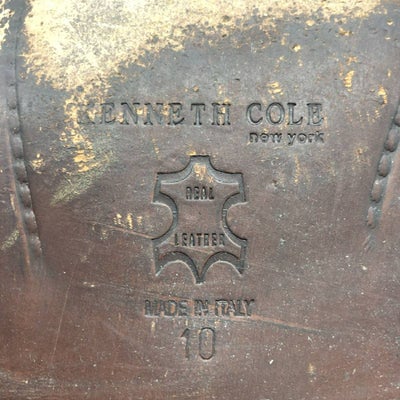 KENNETH COLE
new york
REAL
LEATHER
MADE IN ITALY
10